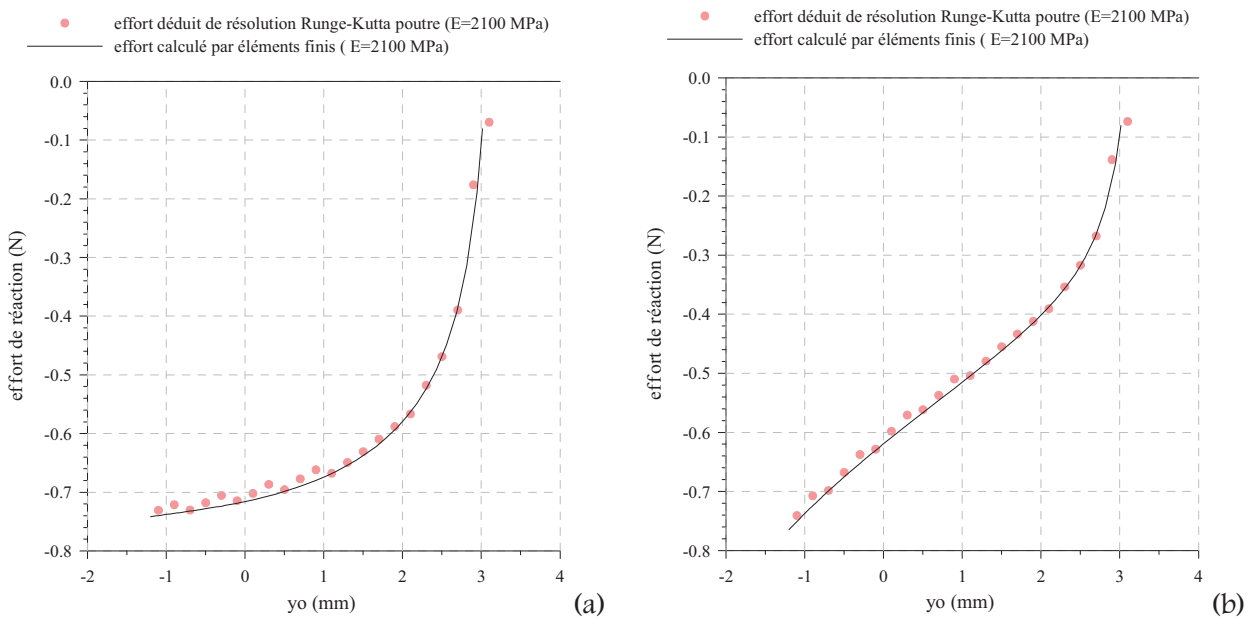 effort déduit de résolution Runge-Kutta poutre (E=2100 MPa)
effort calculé par éléments finis ( E=2100 MPa)
0.0
-0.1
-0.2
-0.3
-0.4
-0.5
-0.6
-0.7
-0.8
effort de réaction (N)
-2 -1 0 1 2 3 4
yo (mm)
(a)
effort déduit de résolution Runge-Kutta poutre (E=2100 MPa)
effort calculé par éléments finis ( E=2100 MPa)
0.0
-0.1
-0.2
-0.3
-0.4
-0.5
-0.6
-0.7
-0.8
effort de réaction (N)
-2 -1 0 1 2 3 4
yo (mm)
(b)